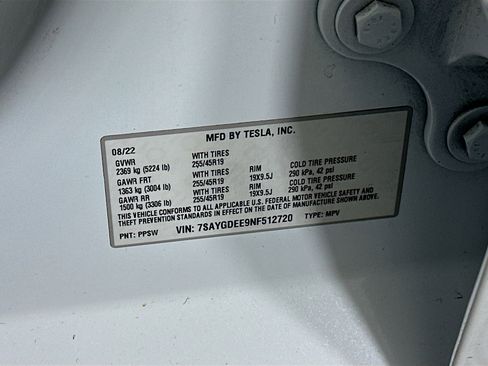 MFD BY TESLA, INC.
08/22
GVWR WITH TIRES
2369 kg (5224 lb) 255/45R19 RIM COLD TIRE PRESSURE
GAWR FRT WITH TIRES 19X9.5J 290 kPa, 42 psi
1363 kg (3004 lb) 255/45R19 RIM COLD TIRE PRESSURE
GAWR RR WITH TIRES 19X9.5J 290 kPa, 42 psi
1500 kg (3306 lb) 255/45R19
THIS VEHICLE CONFORMS TO ALL APPLICABLE U.S. FEDERAL MOTOR VEHICLE SAFETY AND
THEFT PREVENTION STANDARDS IN EFFECT ON THE DATE OF MANUFACTURE SHOWN ABOVE.
PNT: PPSW VIN: 7SAYGDEE9NF512720 TYPE: MPV